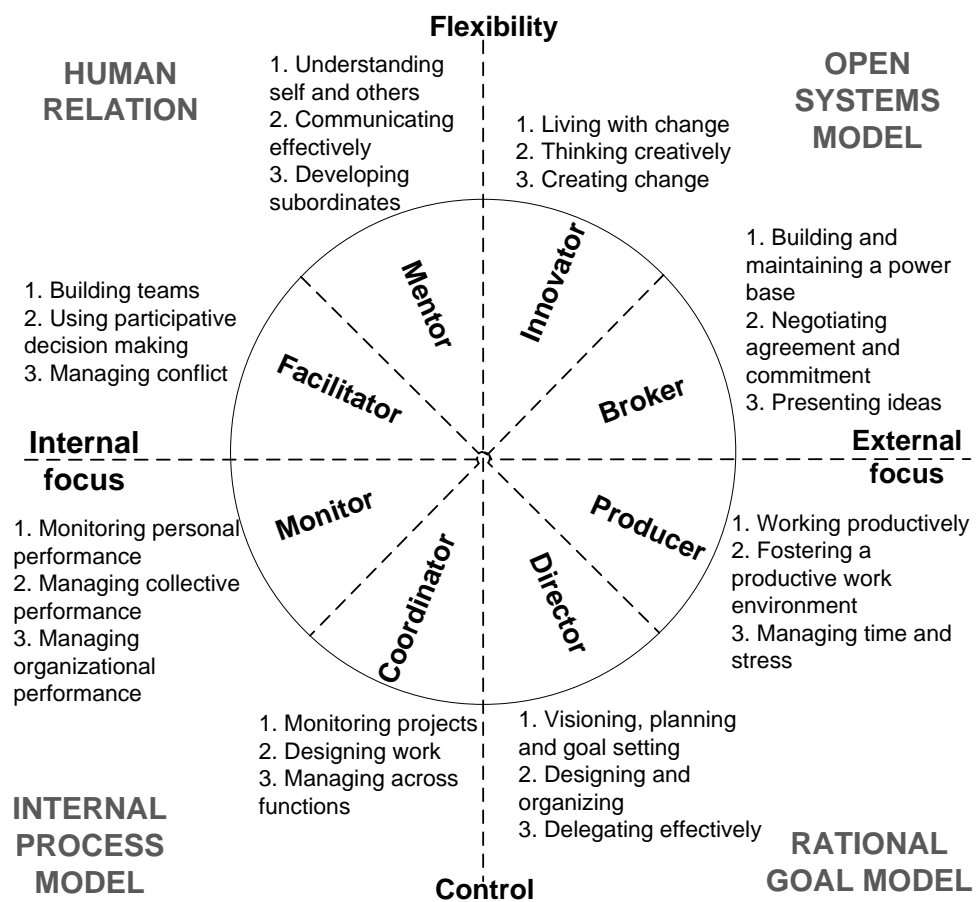 Flexibility
HUMAN
RELATION
1. Understanding
self and others
2. Communicating
effectively
3. Developing
subordinates
1. Living with change
2. Thinking creatively
3. Creating change
OPEN
SYSTEMS
MODEL
1. Building teams
2. Using participative
decision making
3. Managing conflict
Facilitator
Mentor
Innovator
Broker
1. Building and
maintaining a power
base
2. Negotiating
agreement and
commitment
3. Presenting ideas
Internal
focus
External
focus
1. Monitoring personal
performance
2. Managing collective
performance
3. Managing
organizational
performance
Monitor
Coordinator
Director
Producer
1. Working productively
2. Fostering a
productive work
environment
3. Managing time and
stress
1. Monitoring projects
2. Designing work
3. Managing across
functions
1. Visioning, planning
and goal setting
2. Designing and
organizing
3. Delegating effectively
INTERNAL
PROCESS
MODEL
Control
RATIONAL
GOAL MODEL